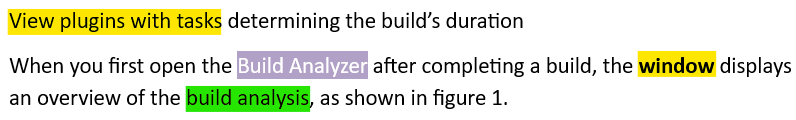 View plugins with tasks determining the build’s duration
When you first open the Build Analyzer after completing a build, the window displays
an overview of the build analysis, as shown in figure 1.